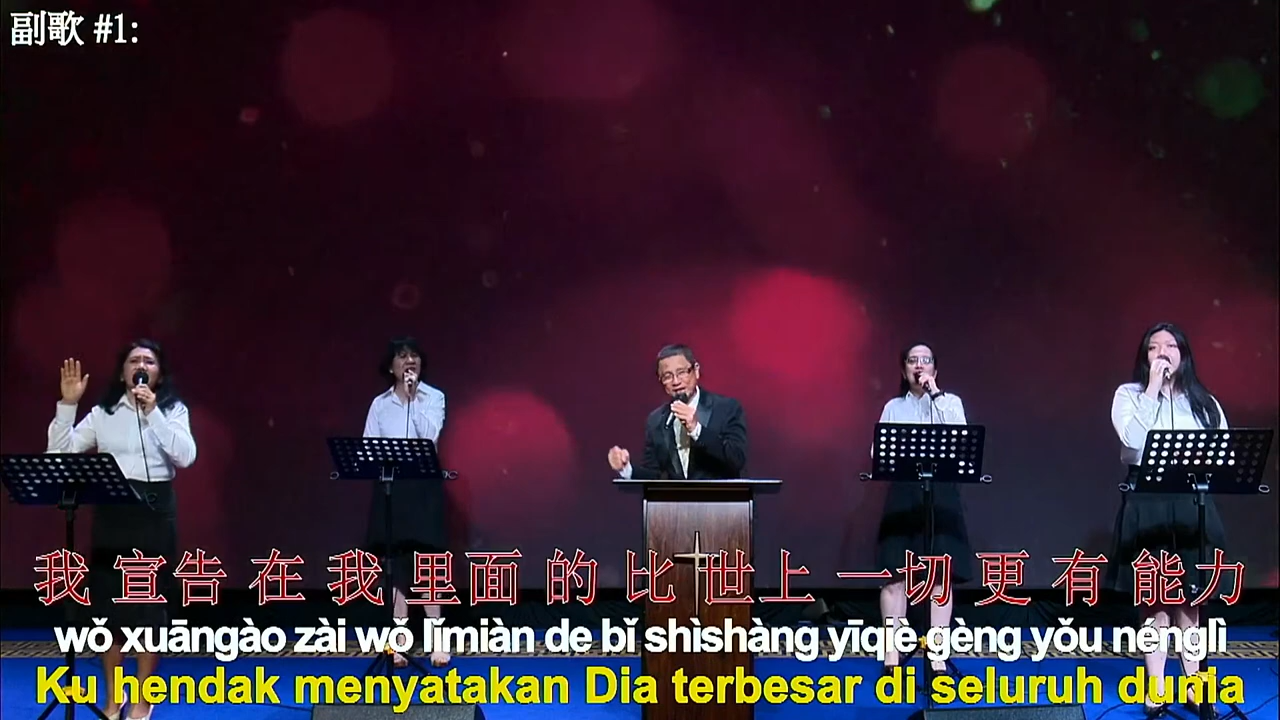 副歌 #1:
我 宣告 在 我 里面 的 比 世上 一切 更 有 能力
wǒ xuāngào zài wǒ lǐmiàn de bǐ shìshàng yīqiè gèng yǒu nénglì
Ku hendak menyatakan Dia terbesar di seluruh dunia